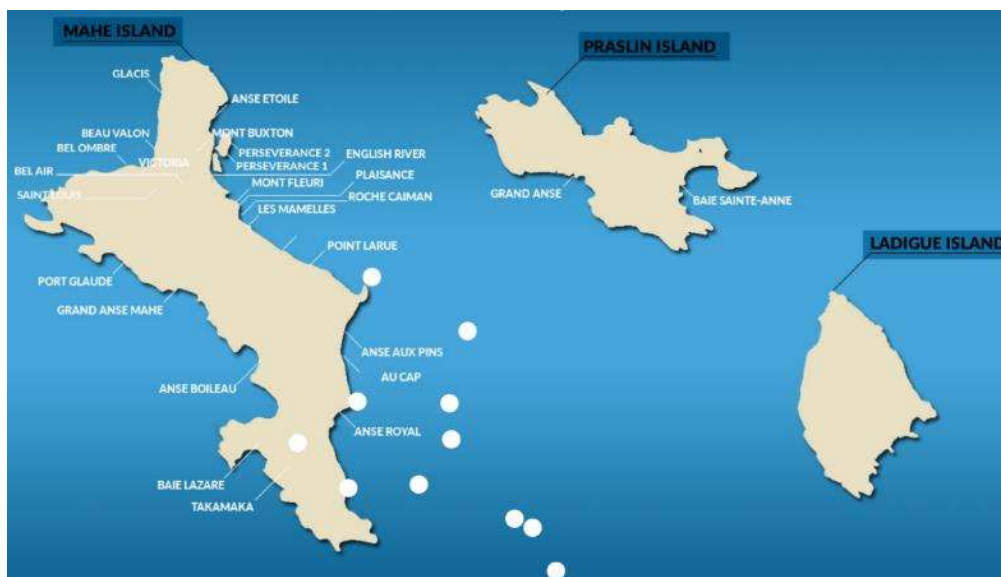 MAHE ISLAND
PRASLIN ISLAND
GLACIS
ANSE ETOILE
BEAU VALON
MONT BUXTON
BEL OMBRE
PERSEVERANCE 2
ENGLISH RIVER
VICTORIA
PERSEVERANCE 1
BEL AIR
PLAISANCE
MONT FLEURI
SAINT LOUIS
ROCHE CAIMAN
LES MAMELLES
GRAND ANSE
BAIE SAINTE-ANNE
POINT LARUE
LADIGUE ISLAND
PORT GLAUDE
GRAND ANSE MAHE
ANSE AUX PINS
AU CAP
ANSE BOILEAU
ANSE ROYAL
BAIE LAZARE
TAKAMAKA